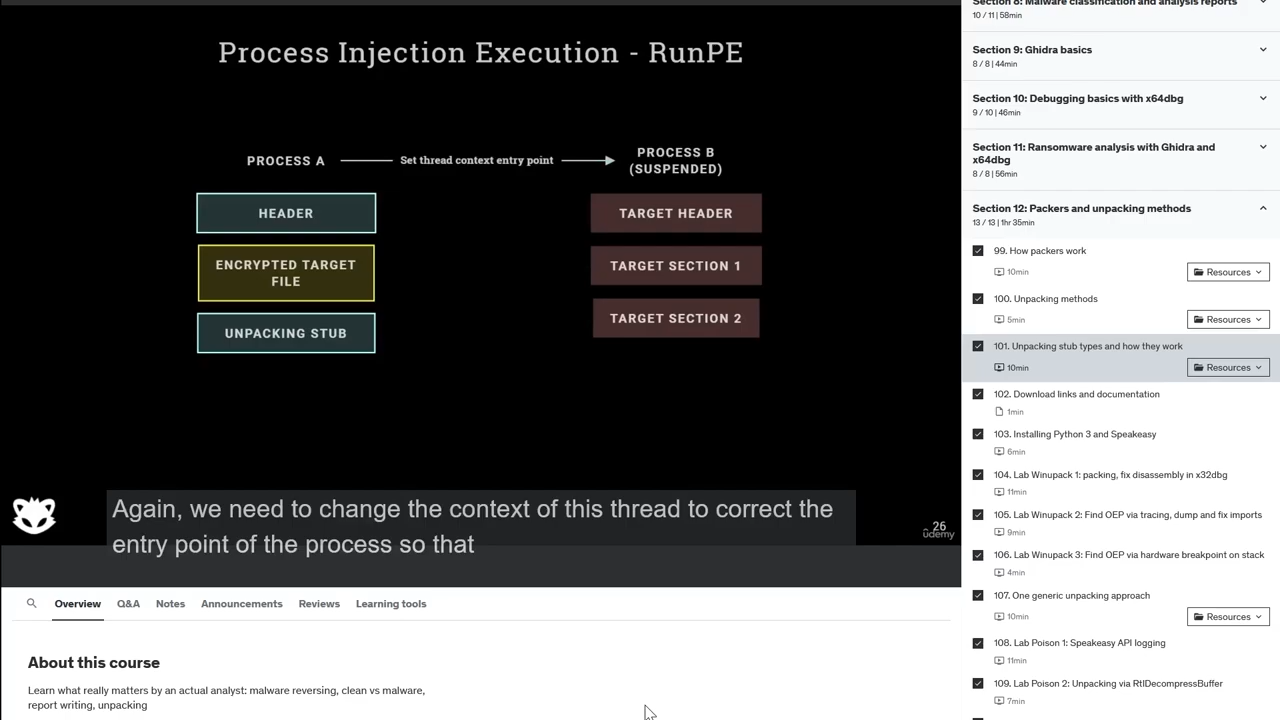 Process Injection Execution - RunPE
PROCESS A
Set thread context entry point
PROCESS B
(SUSPENDED)
HEADER
ENCRYPTED TARGET
FILE
UNPACKING STUB
TARGET HEADER
TARGET SECTION 1
TARGET SECTION 2
Again, we need to change the context of this thread to correct the
entry point of the process so that
26
udemy
Overview
Q&A
Notes
Announcements
Reviews
Learning tools
About this course
Learn what really matters by an actual analyst: malware reversing, clean vs malware,
report writing, unpacking
Section 8: Malware classification and analysis reports
10 / 11 | 58min
Section 9: Ghidra basics
8 / 8 | 44min
Section 10: Debugging basics with x64dbg
9 / 10 | 46min
Section 11: Ransomware analysis with Ghidra and
x64dbg
8 / 8 | 56min
Section 12: Packers and unpacking methods
13 / 13 | 1hr 35min
99. How packers work
10min
Resources
100. Unpacking methods
5min
Resources
101. Unpacking stub types and how they work
10min
Resources
102. Download links and documentation
1min
103. Installing Python 3 and Speakeasy
6min
104. Lab Winupack 1: packing, fix disassembly in x32dbg
11min
105. Lab Winupack 2: Find OEP via tracing, dump and fix imports
9min
106. Lab Winupack 3: Find OEP via hardware breakpoint on stack
4min
107. One generic unpacking approach
10min
Resources
108. Lab Poison 1: Speakeasy API logging
11min
109. Lab Poison 2: Unpacking via RtlDecompressBuffer
7min